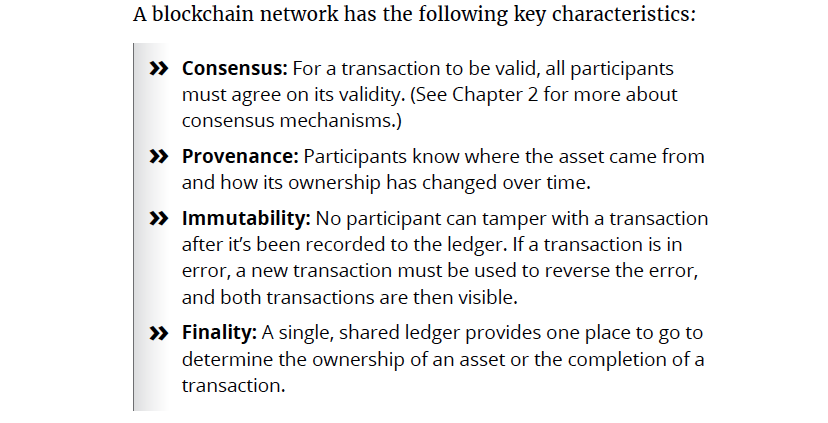 A blockchain network has the following key characteristics:
» Consensus: For a transaction to be valid, all participants
must agree on its validity. (See Chapter 2 for more about
consensus mechanisms.)
» Provenance: Participants know where the asset came from
and how its ownership has changed over time.
» Immutability: No participant can tamper with a transaction
after it’s been recorded to the ledger. If a transaction is in
error, a new transaction must be used to reverse the error,
and both transactions are then visible.
» Finality: A single, shared ledger provides one place to go to
determine the ownership of an asset or the completion of a
transaction.